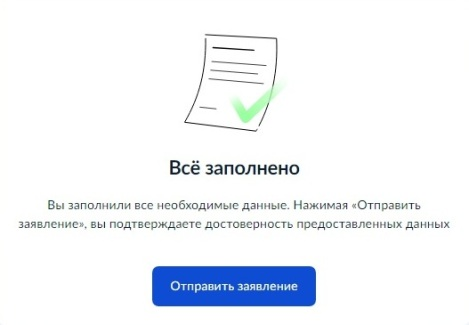 Всё заполнено
Вы заполнили все необходимые данные. Нажимая «Отправить
заявление», вы подтверждаете достоверность предоставленных данных
Отправить заявление